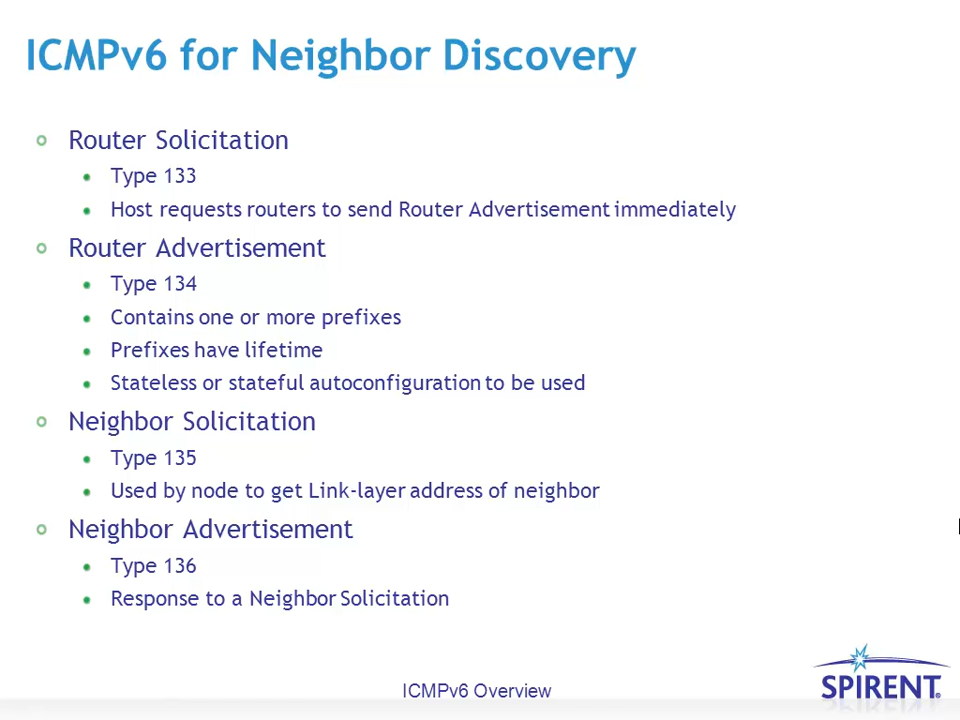 ICMPv6 for Neighbor Discovery
Router Solicitation
Type 133
Host requests routers to send Router Advertisement immediately
Router Advertisement
Type 134
Contains one or more prefixes
Prefixes have lifetime
Stateless or stateful autoconfiguration to be used
Neighbor Solicitation
Type 135
Used by node to get Link-layer address of neighbor
Neighbor Advertisement
Type 136
Response to a Neighbor Solicitation
ICMPv6 Overview
SPIRENT®